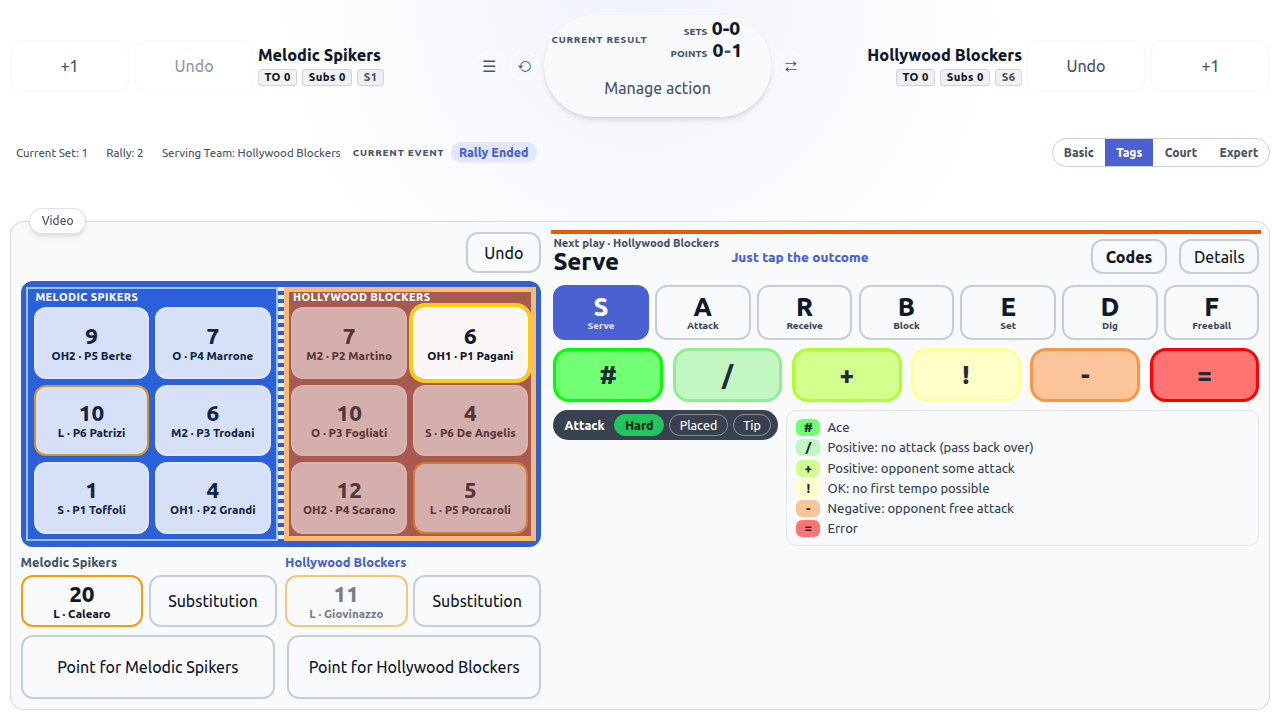 +1
Undo
Melodic Spikers
TO 0 Subs 0 S1
☰
⟲
CURRENT RESULT
SETS 0-0
POINTS 0-1
Manage action
⇄
Hollywood Blockers
TO 0 Subs 0 S6
Undo
+1
Current Set: 1 Rally: 2 Serving Team: Hollywood Blockers CURRENT EVENT Rally Ended
Basic Tags Court Expert
Video
Undo
MELODIC SPIKERS
HOLLYWOOD BLOCKERS
9
OH2 · P5 Berte
7
O · P4 Marrone
7
M2 · P2 Martino
6
OH1 · P1 Pagani
10
L · P6 Patrizi
6
M2 · P3 Trodani
10
O · P3 Fogliati
4
S · P6 De Angelis
1
S · P1 Toffoli
4
OH1 · P2 Grandi
12
OH2 · P4 Scarano
5
L · P5 Porcaroli
Melodic Spikers
Hollywood Blockers
20
L · Calearo
Substitution
11
L · Giovinazzo
Substitution
Point for Melodic Spikers
Point for Hollywood Blockers
Next play · Hollywood Blockers
Serve
Just tap the outcome
Codes
Details
S
Serve
A
Attack
R
Receive
B
Block
E
Set
D
Dig
F
Freeball
# / + ! - =
Attack Hard Placed Tip
# Ace
/ Positive: no attack (pass back over)
+ Positive: opponent some attack
! OK: no first tempo possible
- Negative: opponent free attack
= Error